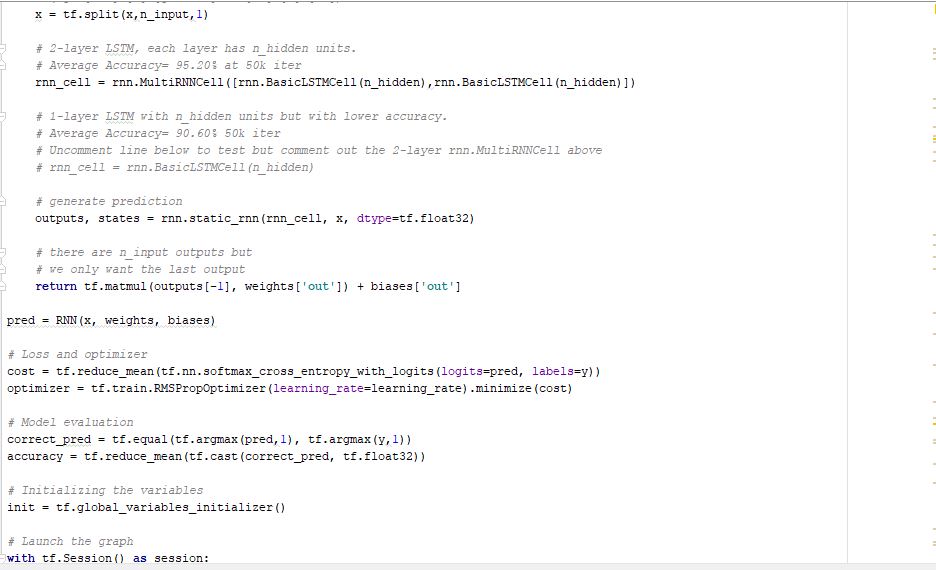 x = tf.split(x,n_input,1)
# 2-layer LSTM, each layer has n_hidden units.
# Average Accuracy= 95.20% at 50k iter
rnn_cell = rnn.MultiRNNCell([rnn.BasicLSTMCell(n_hidden),rnn.BasicLSTMCell(n_hidden)])
# 1-layer LSTM with n_hidden units but with lower accuracy.
# Average Accuracy= 90.60% 50k iter
# Uncomment line below to test but comment out the 2-layer rnn.MultiRNNCell above
# rnn_cell = rnn.BasicLSTMCell(n_hidden)
# generate prediction
outputs, states = rnn.static_rnn(rnn_cell, x, dtype=tf.float32)
# there are n_input outputs but
# we only want the last output
return tf.matmul(outputs[-1], weights['out']) + biases['out']
pred = RNN(x, weights, biases)
# Loss and optimizer
cost = tf.reduce_mean(tf.nn.softmax_cross_entropy_with_logits(logits=pred, labels=y))
optimizer = tf.train.RMSPropOptimizer(learning_rate=learning_rate).minimize(cost)
# Model evaluation
correct_pred = tf.equal(tf.argmax(pred,1), tf.argmax(y,1))
accuracy = tf.reduce_mean(tf.cast(correct_pred, tf.float32))
# Initializing the variables
init = tf.global_variables_initializer()
# Launch the graph
with tf.Session() as session: